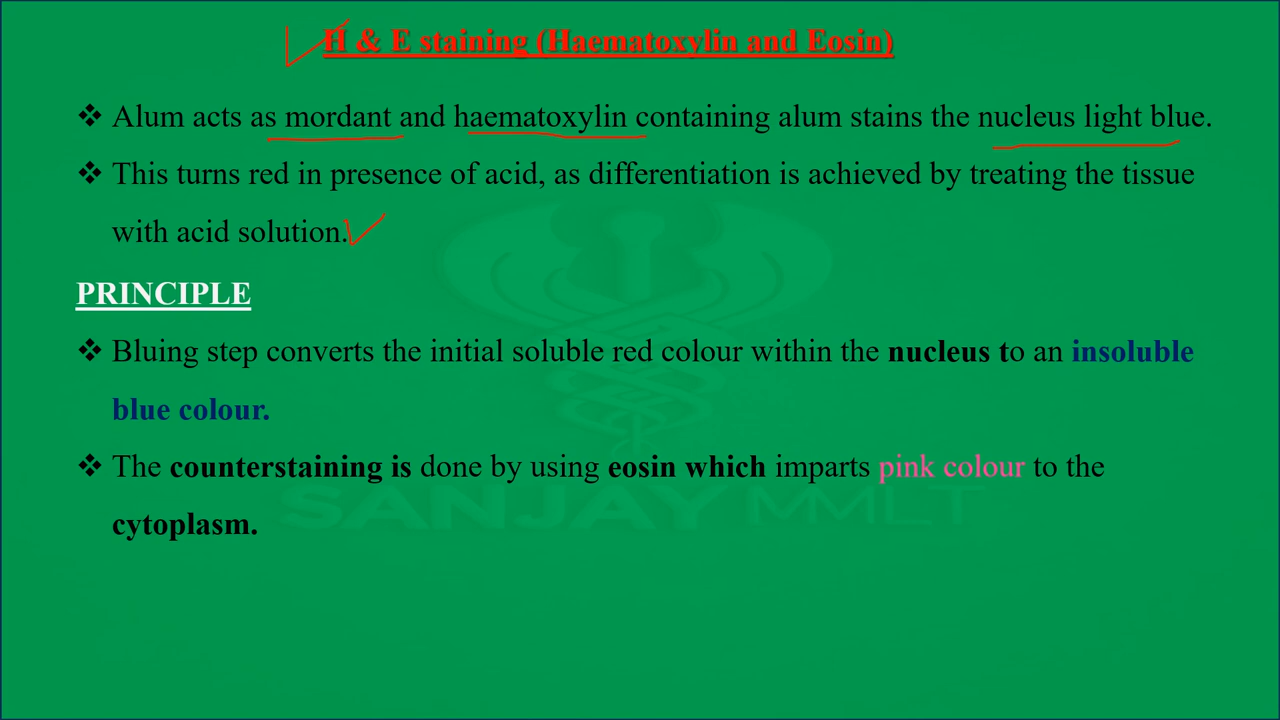 H & E staining (Haematoxylin and Eosin)
❖ Alum acts as mordant and haematoxylin containing alum stains the nucleus light blue.
❖ This turns red in presence of acid, as differentiation is achieved by treating the tissue
with acid solution.
PRINCIPLE
❖ Bluing step converts the initial soluble red colour within the nucleus to an insoluble
blue colour.
❖ The counterstaining is done by using eosin which imparts pink colour to the
SANJAY MMLT
cytoplasm.